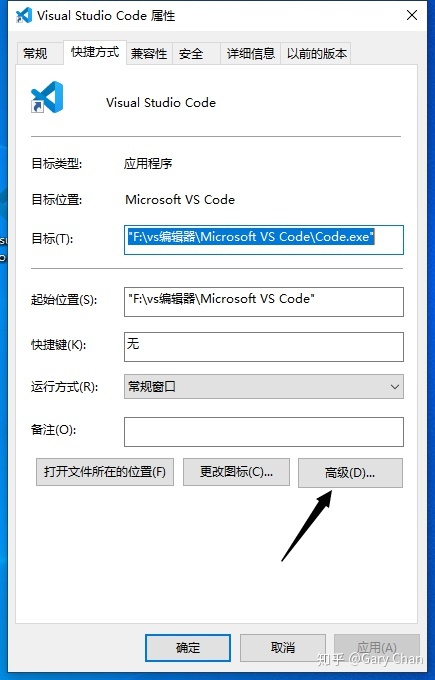 Visual Studio Code 属性
常规 快捷方式 兼容性 安全 详细信息 以前的版本
Visual Studio Code
目标类型: 应用程序
目标位置: Microsoft VS Code
目标(T): "F:\vs编辑器\Microsoft VS Code\Code.exe"
起始位置(S): "F:\vs编辑器\Microsoft VS Code"
快捷键(K): 无
运行方式(R): 常规窗口
备注(O):
打开文件所在的位置(F) 更改图标(C)... 高级(D)...
确定 取消 应用(A)
知乎 @Gary Chan